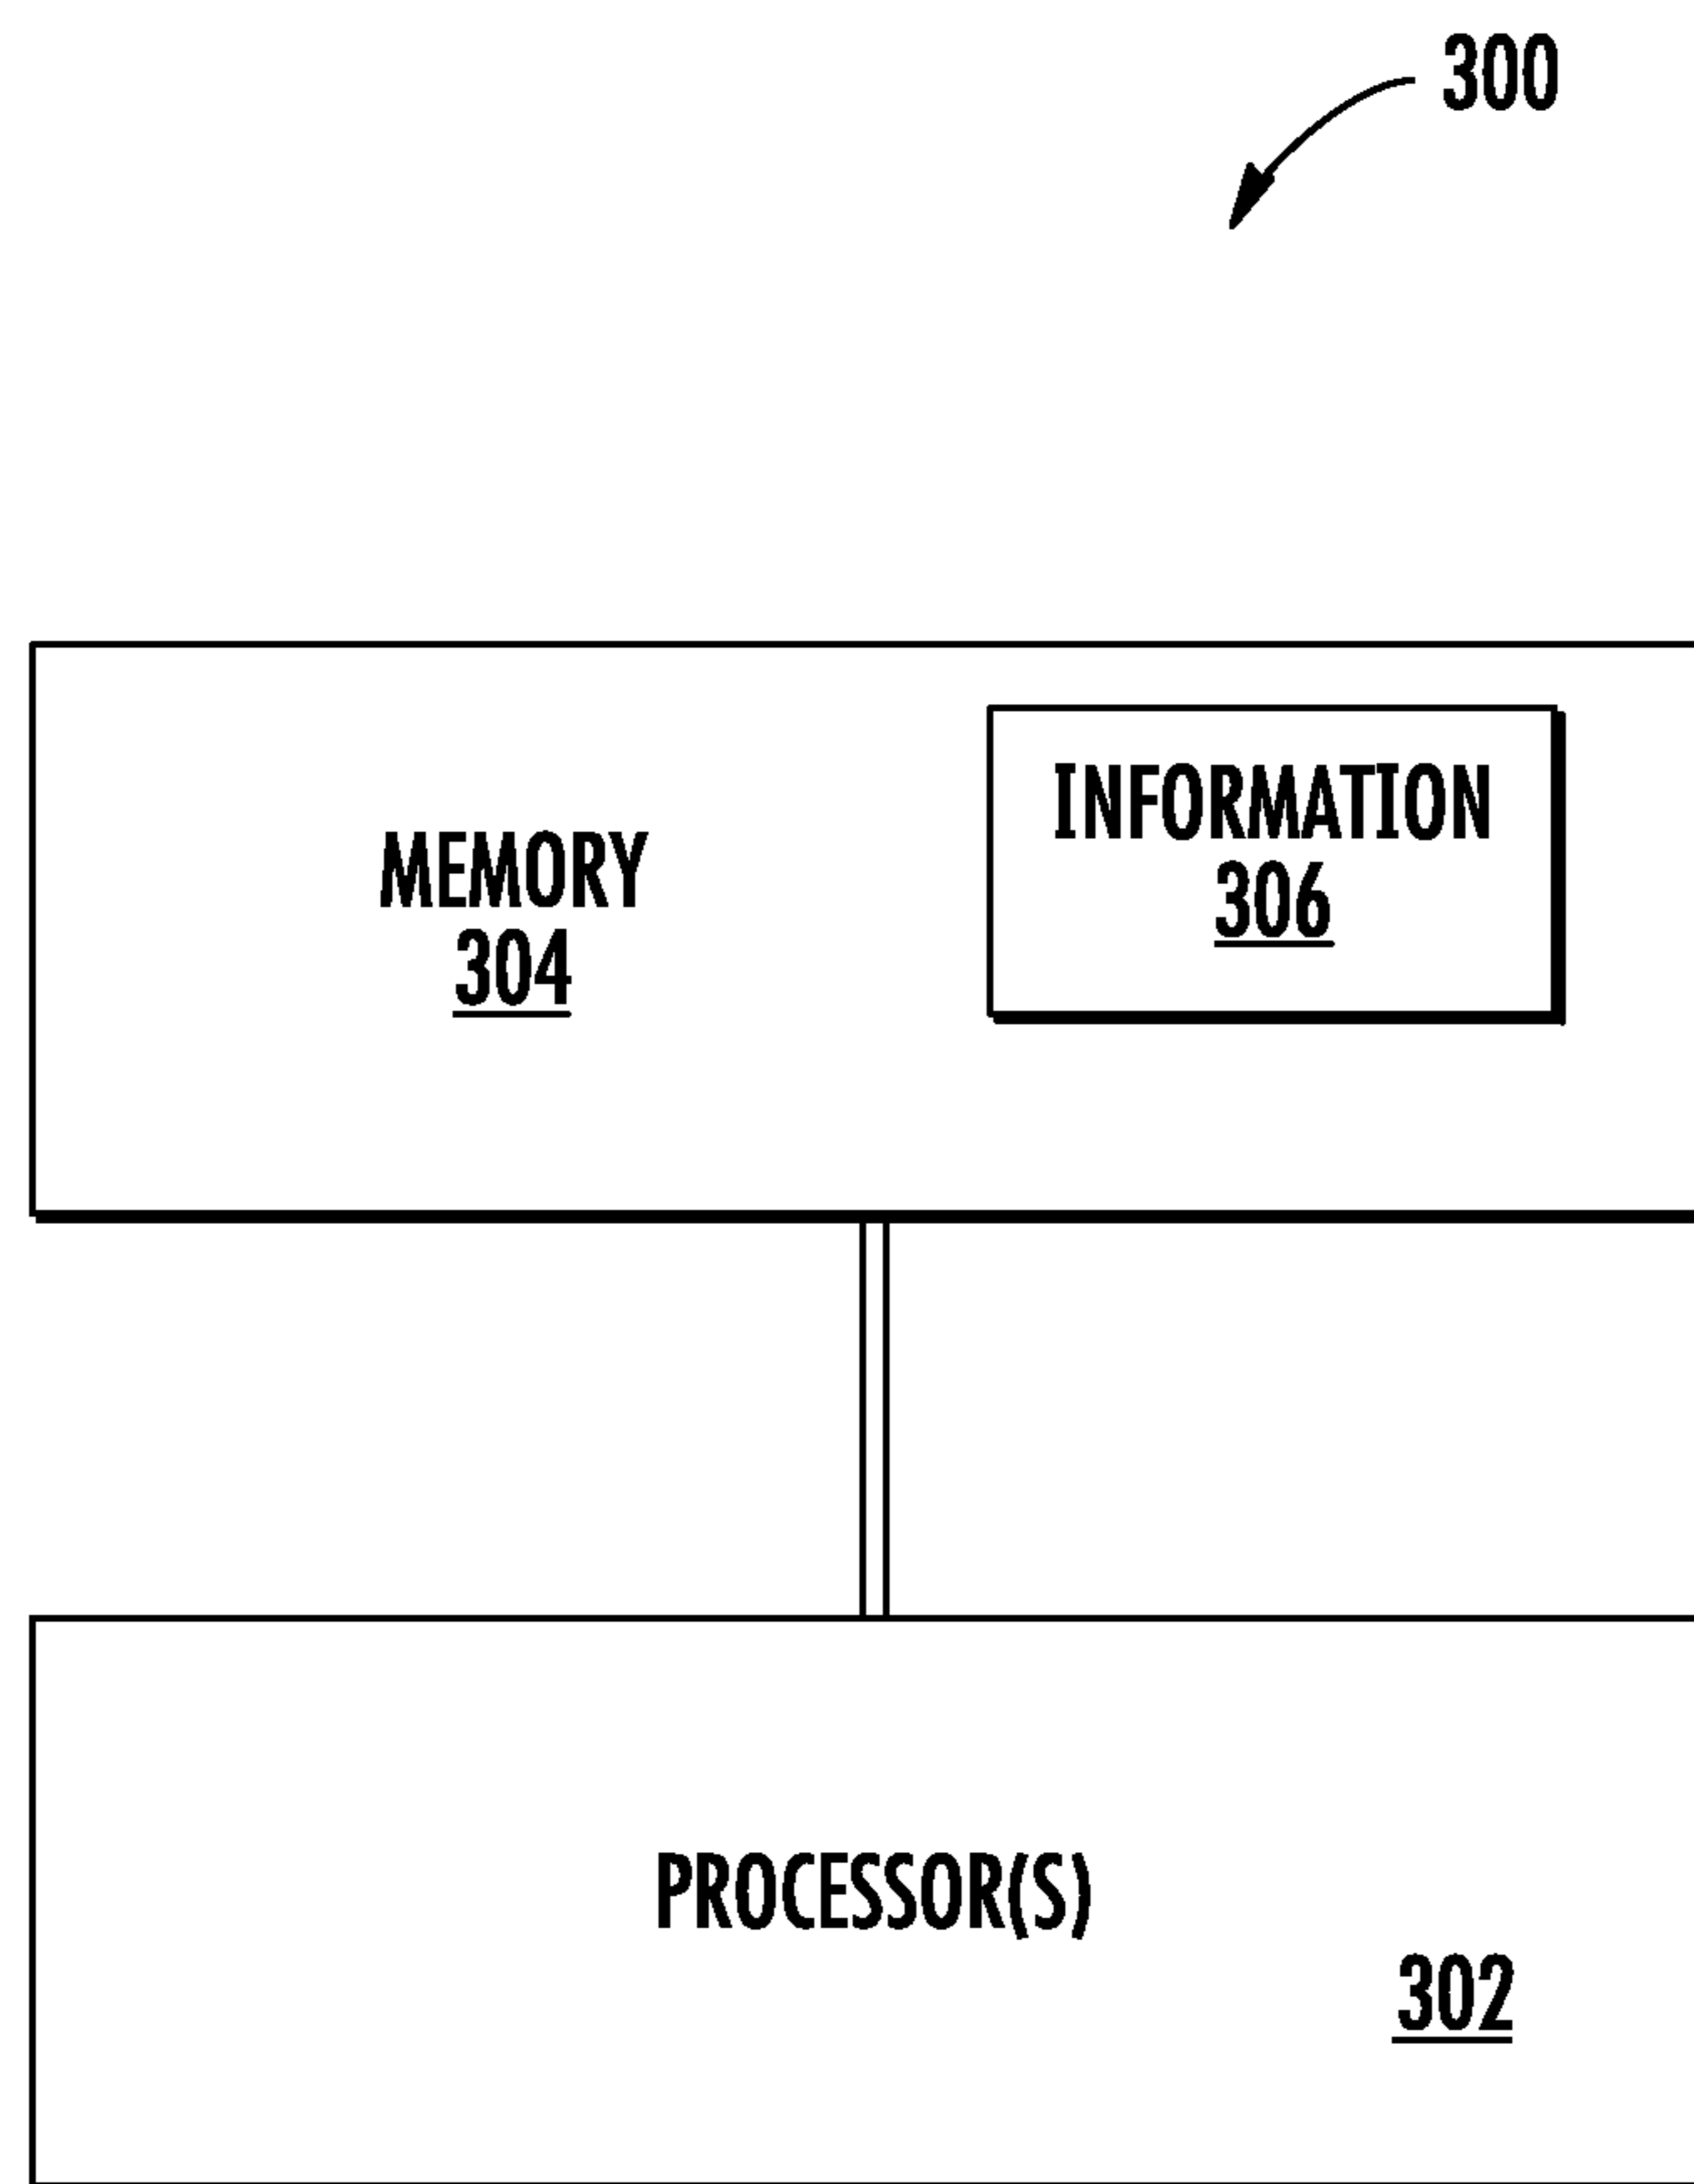 300
MEMORY
304
INFORMATION
306
PROCESSOR(S)
302